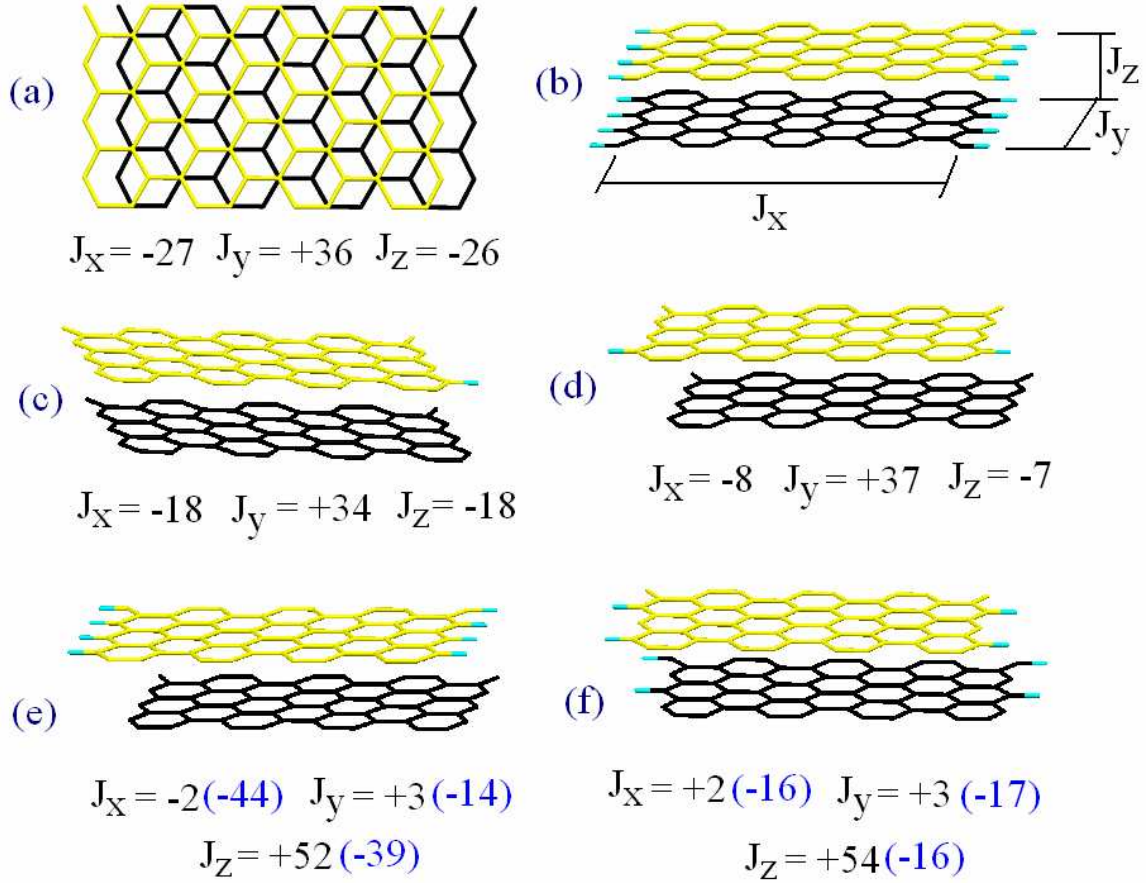 (a)
(b)
J_z
J_y
J_x
J_x = -27 J_y = +36 J_z = -26
(c)
(d)
J_x = -18 J_y = +34 J_z = -18
J_x = -8 J_y = +37 J_z = -7
(e)
(f)
J_x = -2 (-44) J_y = +3 (-14)
J_z = +52 (-39)
J_x = +2 (-16) J_y = +3 (-17)
J_z = +54 (-16)